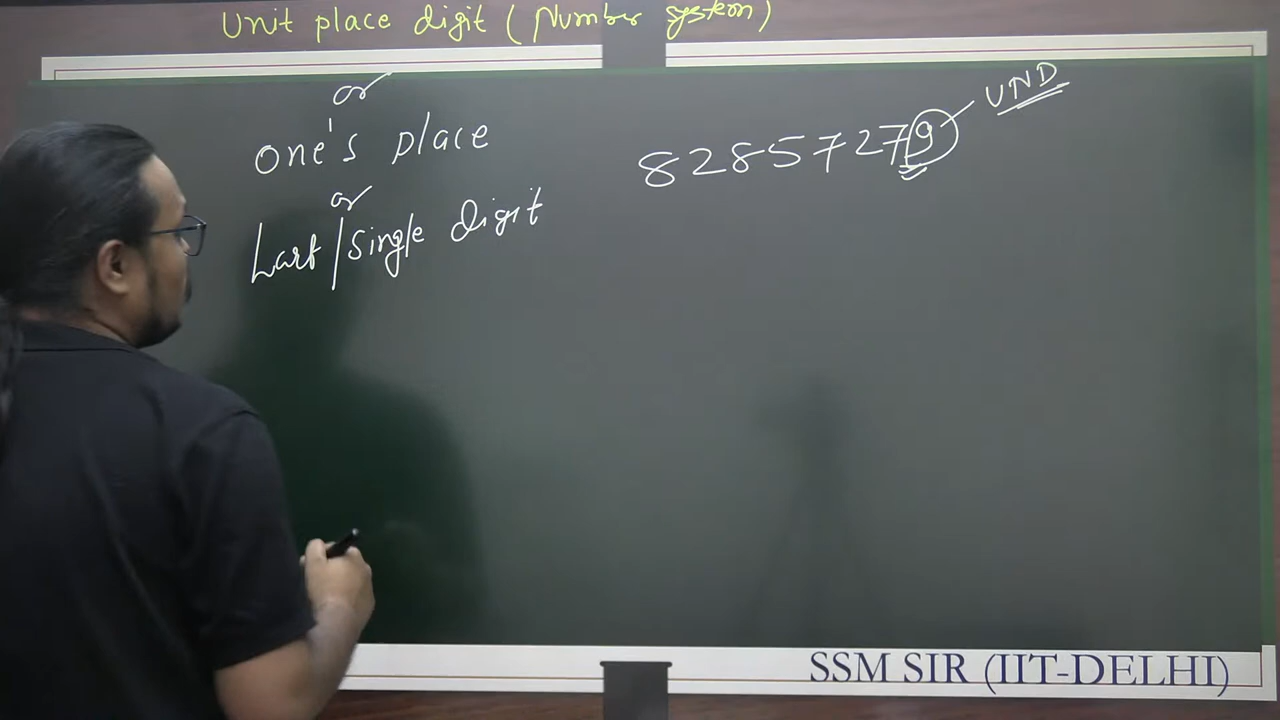 Unit place digit (Number system)
or
one's place
or
Last/single digit
82857279
UND
SSM SIR (IIT-DELHI)